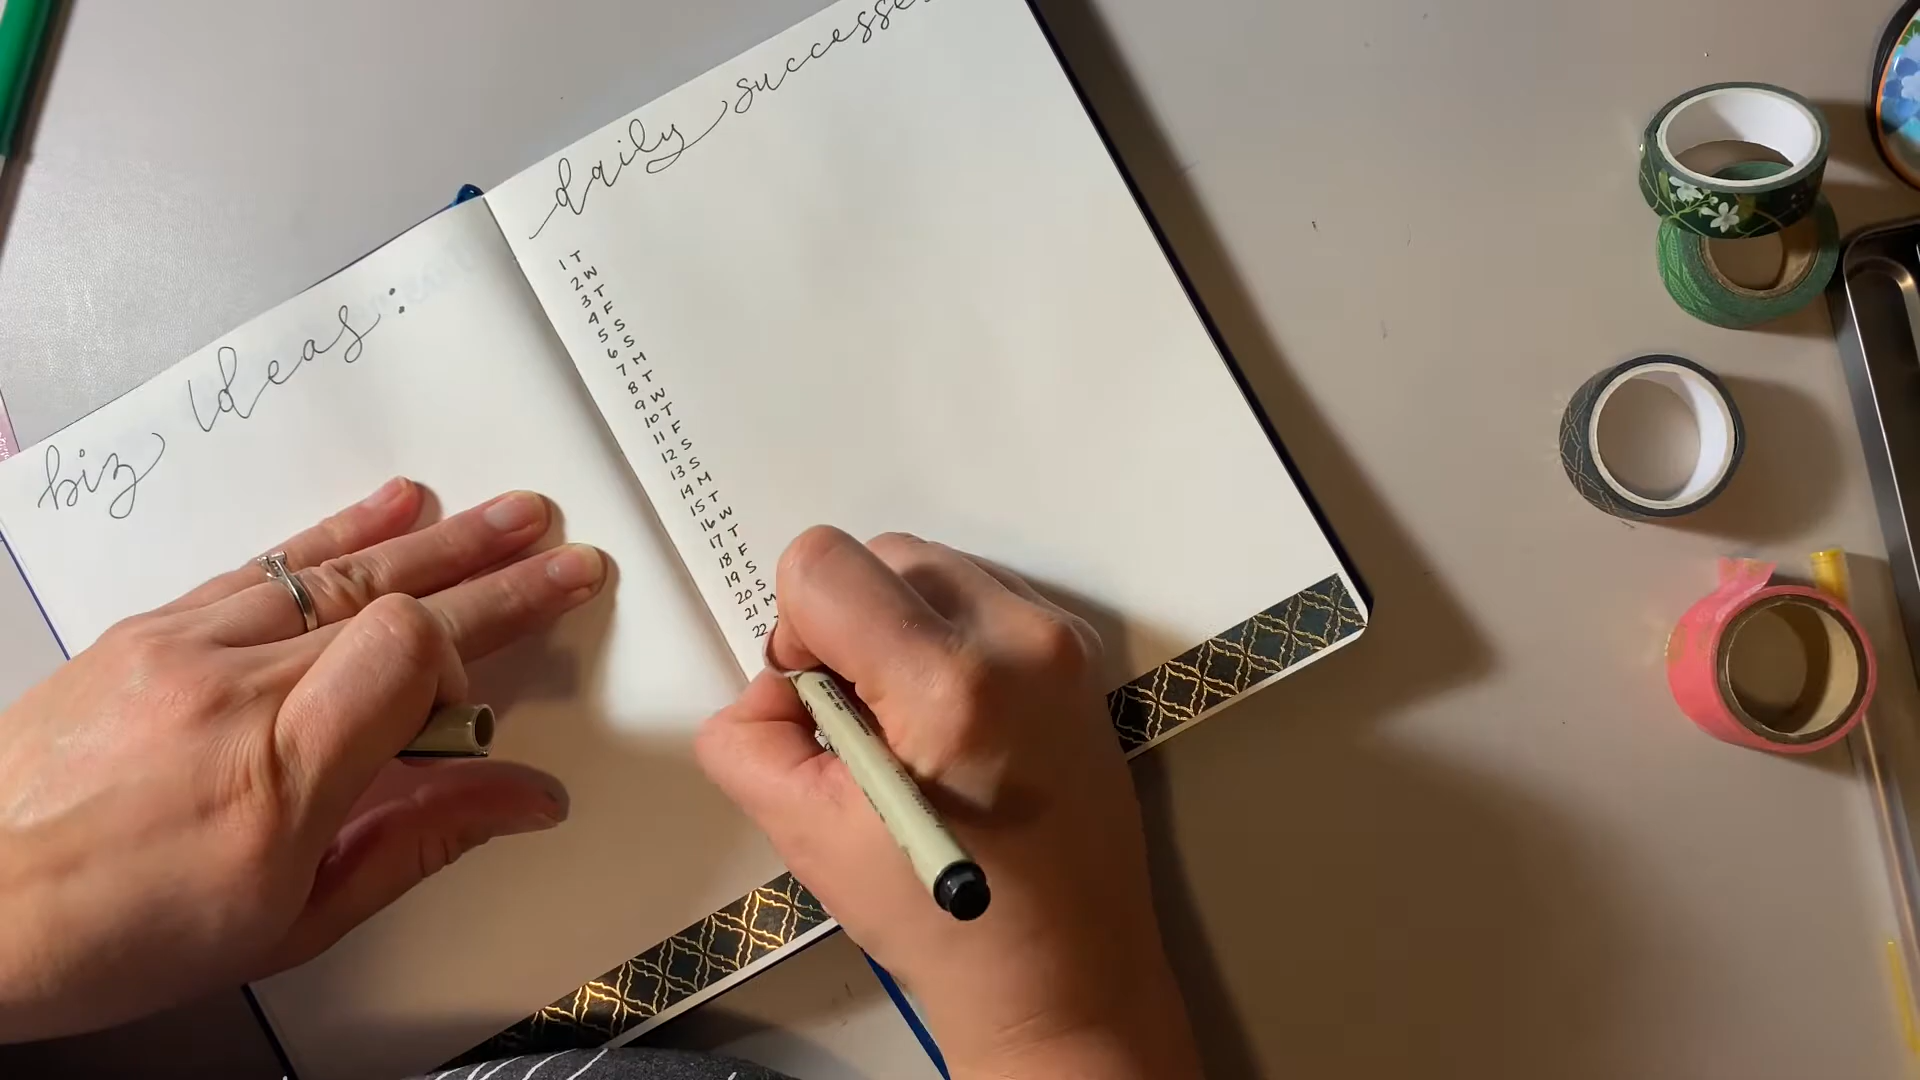 biz Ideas:
daily successes
1 T
2 W
3 T
4 F
5 S
6 S
7 M
8 T
9 W
10 T
11 F
12 S
13 S
14 M
15 T
16 W
17 T
18 F
19 S
20 S
21 M
22